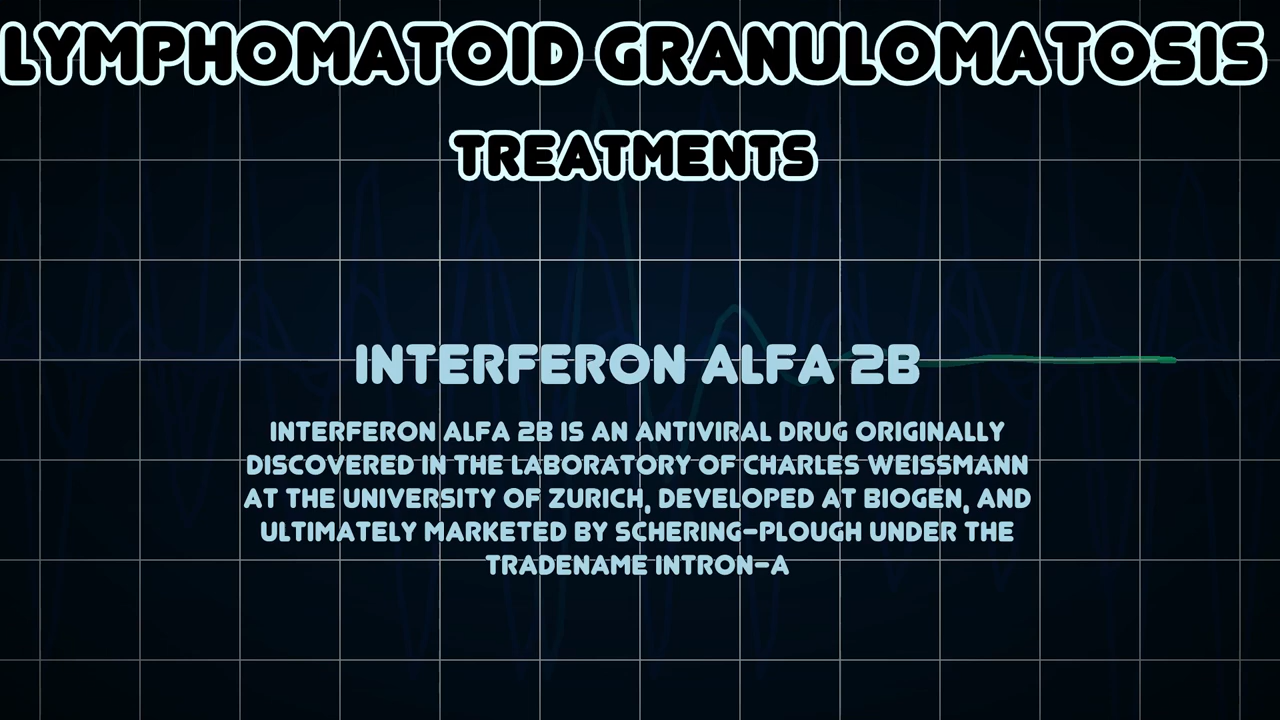 LYMPHOMATOID GRANULOMATOSIS
TREATMENTS
INTERFERON ALFA 2B
INTERFERON ALFA 2B IS AN ANTIVIRAL DRUG ORIGINALLY
DISCOVERED IN THE LABORATORY OF CHARLES WEISSMANN
AT THE UNIVERSITY OF ZURICH, DEVELOPED AT BIOGEN, AND
ULTIMATELY MARKETED BY SCHERING-PLOUGH UNDER THE
TRADENAME INTRON-A